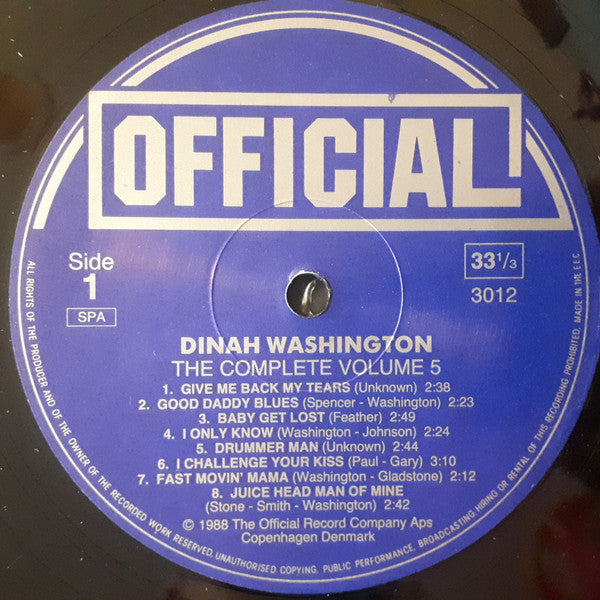 OFFICIAL
Side
1
SPA
33 1/3
3012
DINAH WASHINGTON
THE COMPLETE VOLUME 5
1. GIVE ME BACK MY TEARS (Unknown) 2:38
2. GOOD DADDY BLUES (Spencer - Washington) 2:23
3. BABY GET LOST (Feather) 2:49
4. I ONLY KNOW (Washington - Johnson) 2:24
5. DRUMMER MAN (Unknown) 2:44
6. I CHALLENGE YOUR KISS (Paul - Gary) 3:10
7. FAST MOVIN' MAMA (Washington - Gladstone) 2:12
8. JUICE HEAD MAN OF MINE
(Stone - Smith - Washington) 2:42
© 1988 The Official Record Company Aps
Copenhagen Denmark
ALL RIGHTS OF THE PRODUCER AND OF THE OWNER OF THE RECORDED WORK RESERVED. UNAUTHORISED COPYING, PUBLIC PERFORMANCE, BROADCASTING HIRING OR RENTAL OF THIS RECORDING PROHIBITED. MADE IN THE E.E.C.